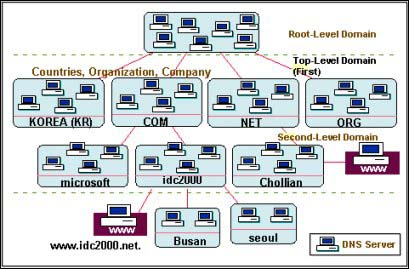 Root-Level Domain
Top-Level Domain
(First)
Countries, Organization, Company
KOREA (KR)
COM
NET
ORG
Second-Level Domain
microsoft
idc2000
Chollian
WWW
WWW
www.idc2000.net.
Busan
seoul
DNS Server